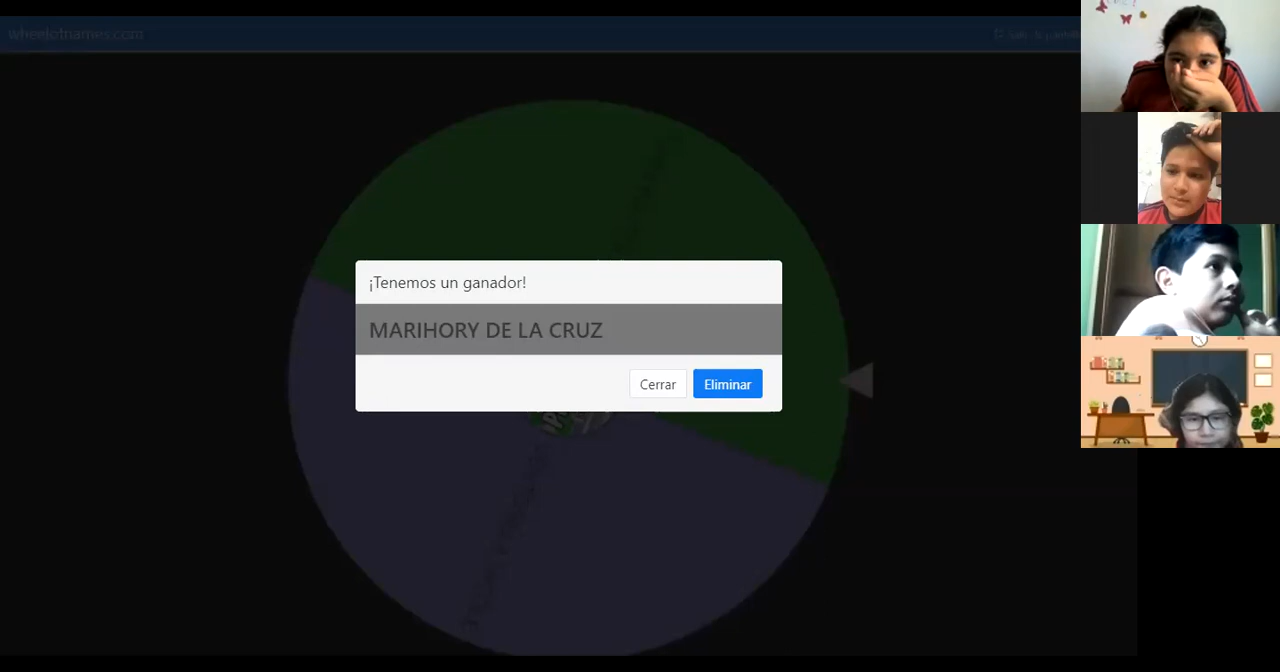 wheelofnames.com
¡Tenemos un ganador!
MARIHORY DE LA CRUZ
Cerrar
Eliminar